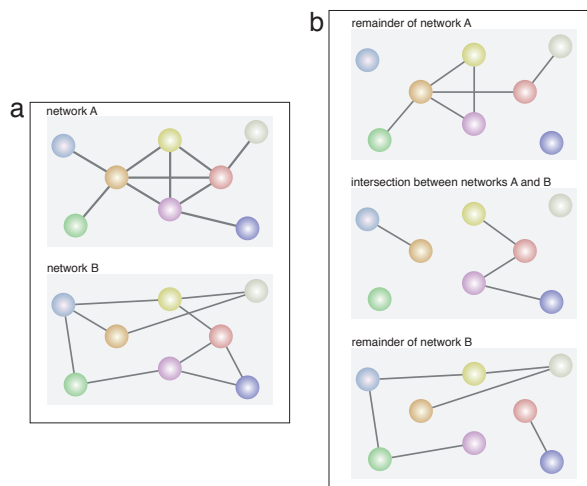 a
network A
network B
b
remainder of network A
intersection between networks A and B
remainder of network B